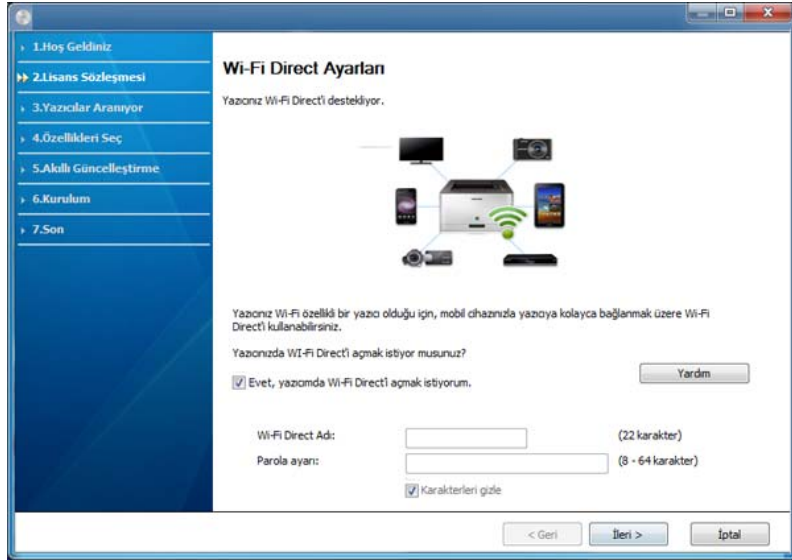 1.Hoş Geldiniz
2.Lisans Sözleşmesi
3.Yazıcılar Aranıyor
4.Özellikleri Seç
5.Akıllı Güncelleştirme
6.Kurulum
7.Son
Wi-Fi Direct Ayarları
Yazıcınız Wi-Fi Direct'i destekliyor.
Yazıcınız Wi-Fi özellikli bir yazıcı olduğu için, mobil cihazınızla yazıcıya kolayca bağlanmak üzere Wi-Fi
Direct'i kullanabilirsiniz.
Yazıcınızda WI-Fi Direct'i açmak istiyor musunuz?
Yardım
Evet, yazıcımda Wi-Fi Direct'i açmak istiyorum.
Wi-Fi Direct Adı: (22 karakter)
Parola ayarı: (8 - 64 karakter)
Karakterleri gizle
< Geri İleri > İptal